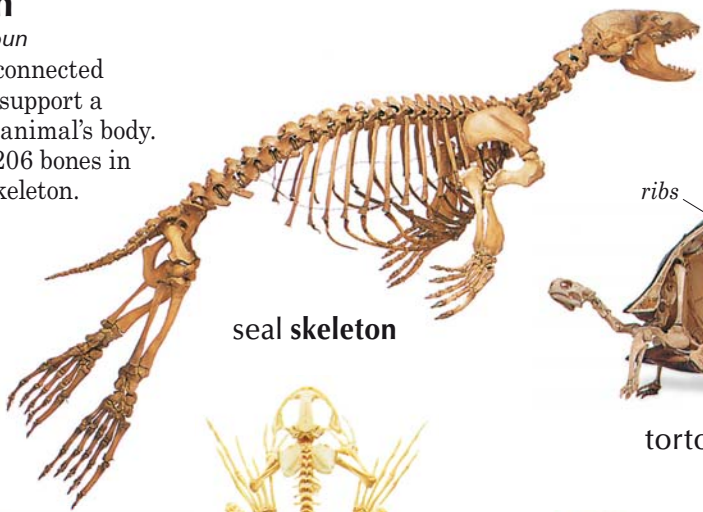 n
oun
connected
support a
animal's body.
206 bones in
keleton.
ribs
seal skeleton
torto